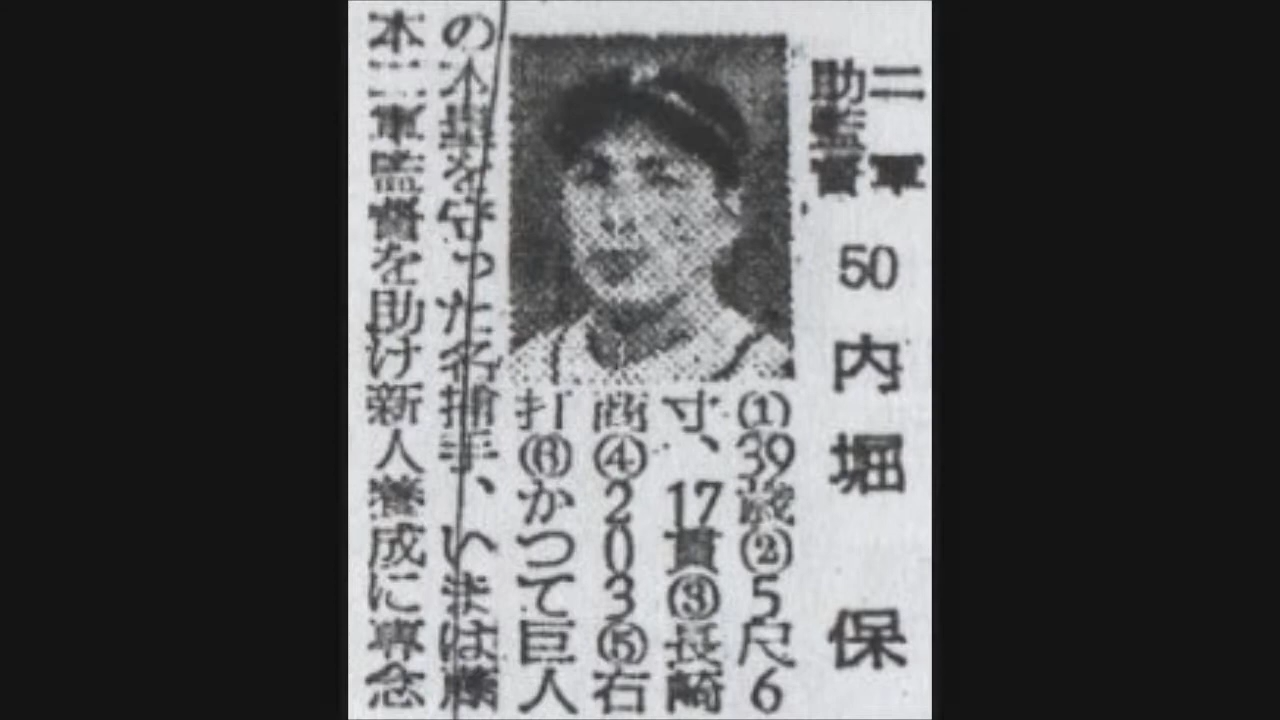 二軍
助監督
50 内堀 保
(1)39歳(2)5尺6
寸、17貫(3)長崎
商(4)203(5)右
打(6)かつて巨人
の本塁を守った名捕手、いまは藤
本二軍監督を助け新人養成に専念